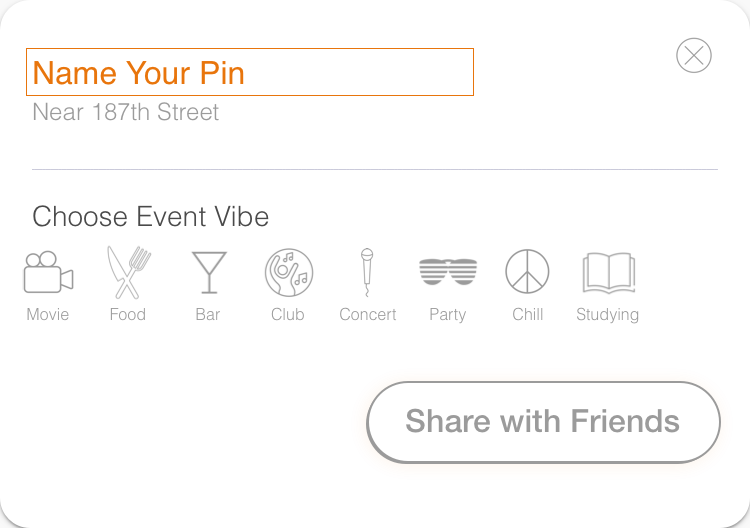 Name Your Pin
Near 187th Street
Choose Event Vibe
Movie Food Bar Club Concert Party Chill Studying
Share with Friends